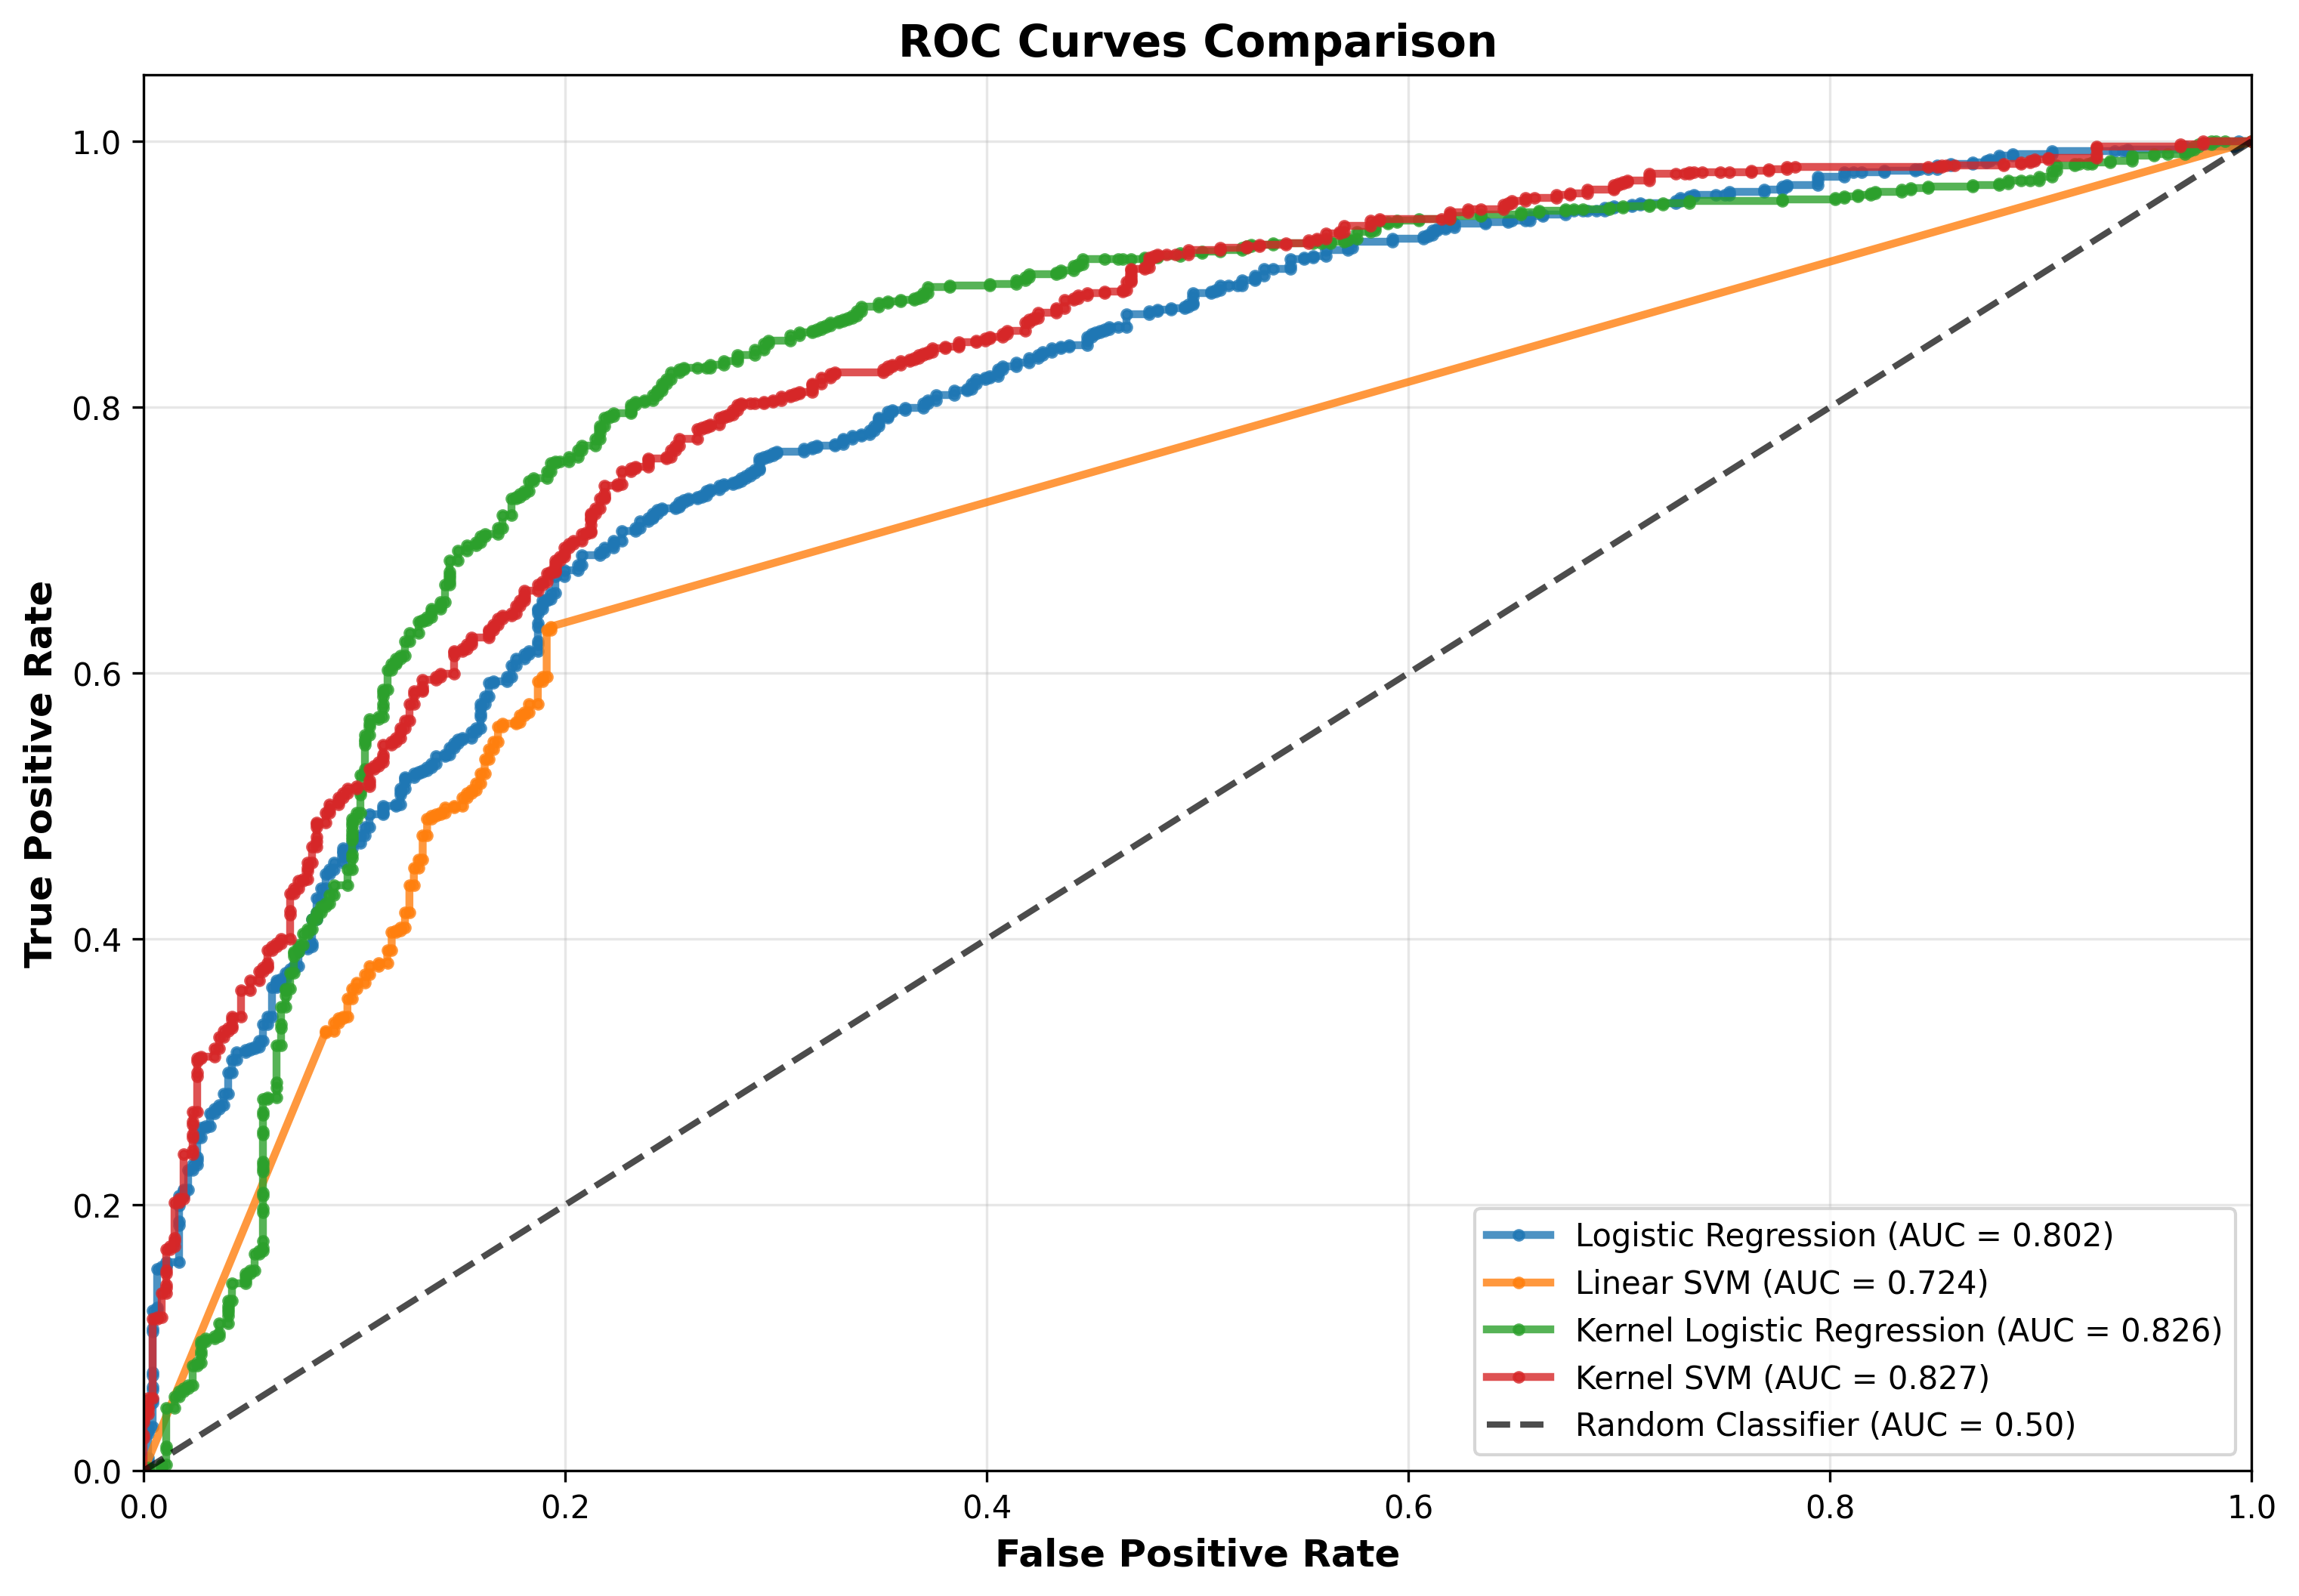 ROC Curves Comparison
True Positive Rate
1.0
0.8
0.6
0.4
0.2
0.0
0.0 0.2 0.4 0.6 0.8 1.0
False Positive Rate
Logistic Regression (AUC = 0.802)
Linear SVM (AUC = 0.724)
Kernel Logistic Regression (AUC = 0.826)
Kernel SVM (AUC = 0.827)
Random Classifier (AUC = 0.50)